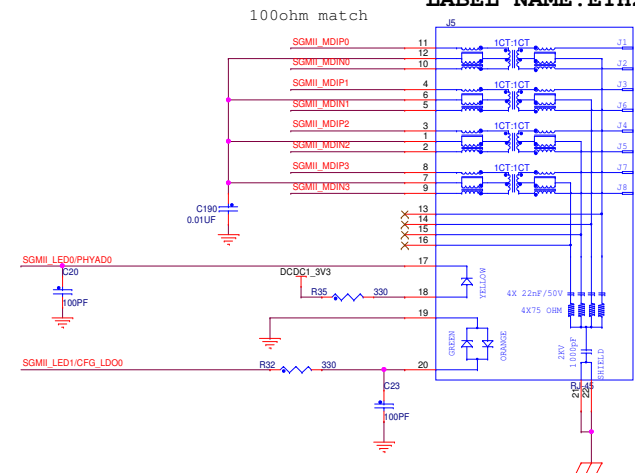 LABEL NAME:ETH
100ohm match
J5
SGMII_MDIP0 11 1CT:1CT J1
12
SGMII_MDIN0 10 J2
SGMII_MDIP1 4 1CT:1CT J3
6
SGMII_MDIN1 5 J6
SGMII_MDIP2 3 1CT:1CT J4
1
SGMII_MDIN2 2 J5
SGMII_MDIP3 8 1CT:1CT J7
7
SGMII_MDIN3 9 J8
C190
0.01UF
13
14
15
16
SGMII_LED0/PHYAD0 17
C20
100PF
DCDC1_3V3
R35 330 18
YELLOW
4X 22nF/50V
4X75 OHM
19
GREEN
ORANGE
2KV
1000pF
SHIELD
SGMII_LED1/CFG_LDO0 R32 330 20
C23
100PF
RJ45
21
22